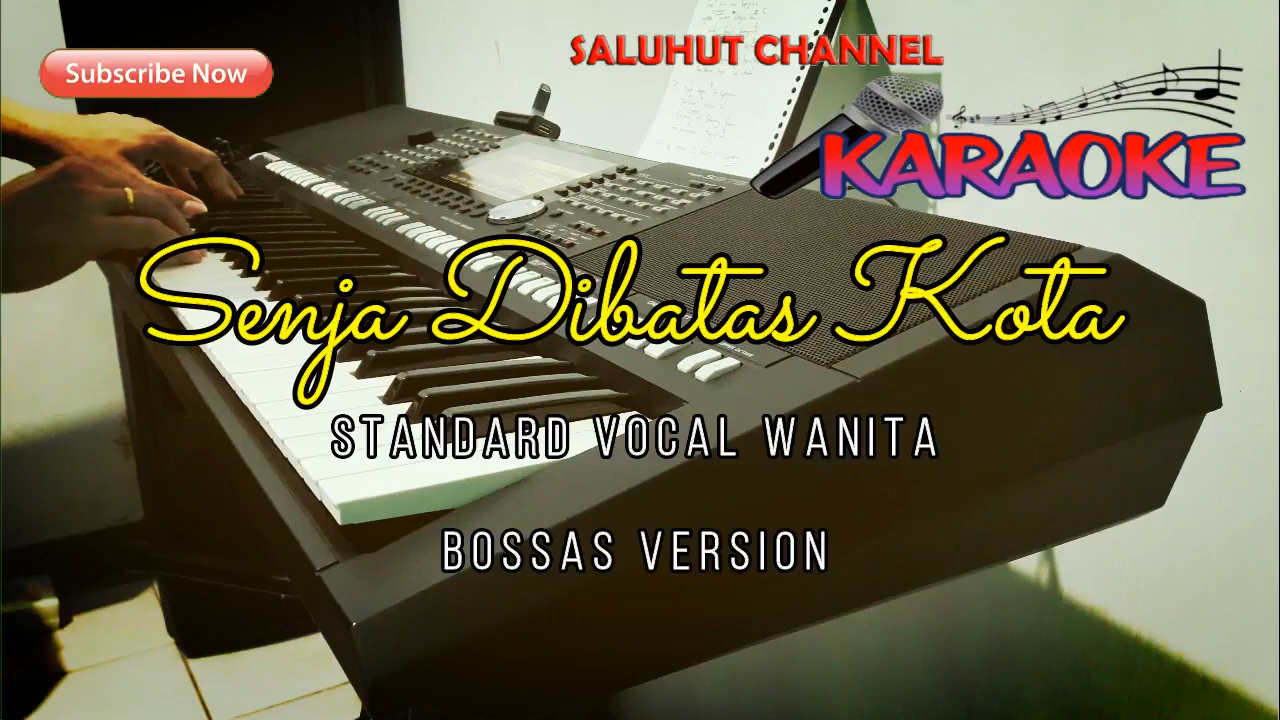 SALUHUT CHANNEL
Subscribe Now
KARAOKE
Senja Dibatas Kota
STANDARD VOCAL WANITA
BOSSAS VERSION